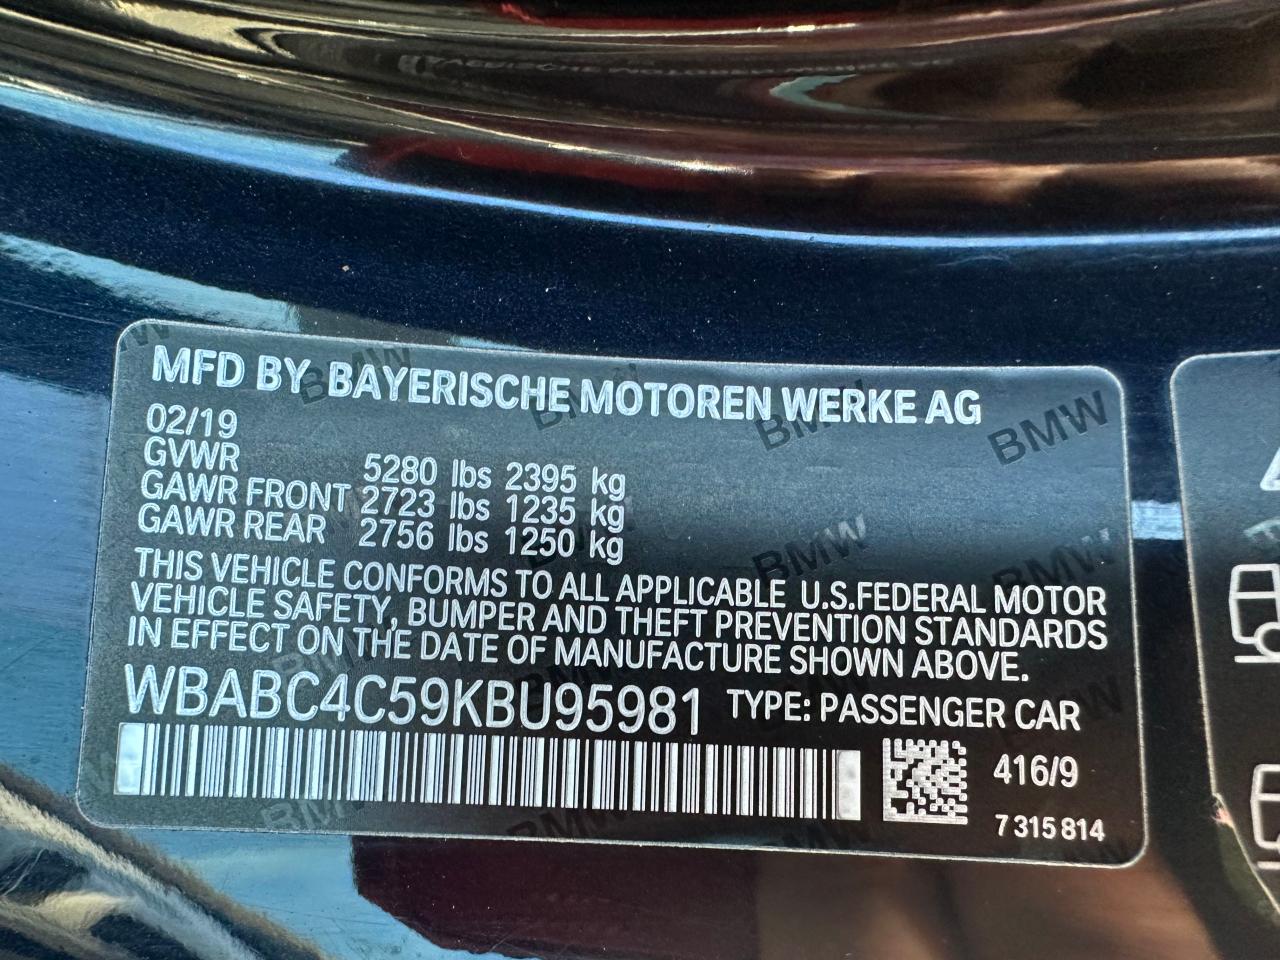 MFD BY BAYERISCHE MOTOREN WERKE AG
02/19
GVWR 5280 lbs 2395 kg
GAWR FRONT 2723 lbs 1235 kg
GAWR REAR 2756 lbs 1250 kg
THIS VEHICLE CONFORMS TO ALL APPLICABLE U.S.FEDERAL MOTOR
VEHICLE SAFETY, BUMPER AND THEFT PREVENTION STANDARDS
IN EFFECT ON THE DATE OF MANUFACTURE SHOWN ABOVE.
WBABC4C59KBU95981 TYPE: PASSENGER CAR
416/9
7 315 814